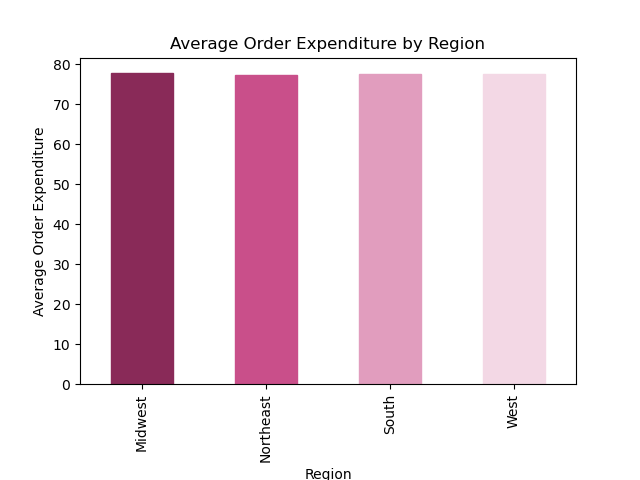 Average Order Expenditure by Region
Average Order Expenditure
80
70
60
50
40
30
20
10
0
Midwest
Northeast
South
West
Region